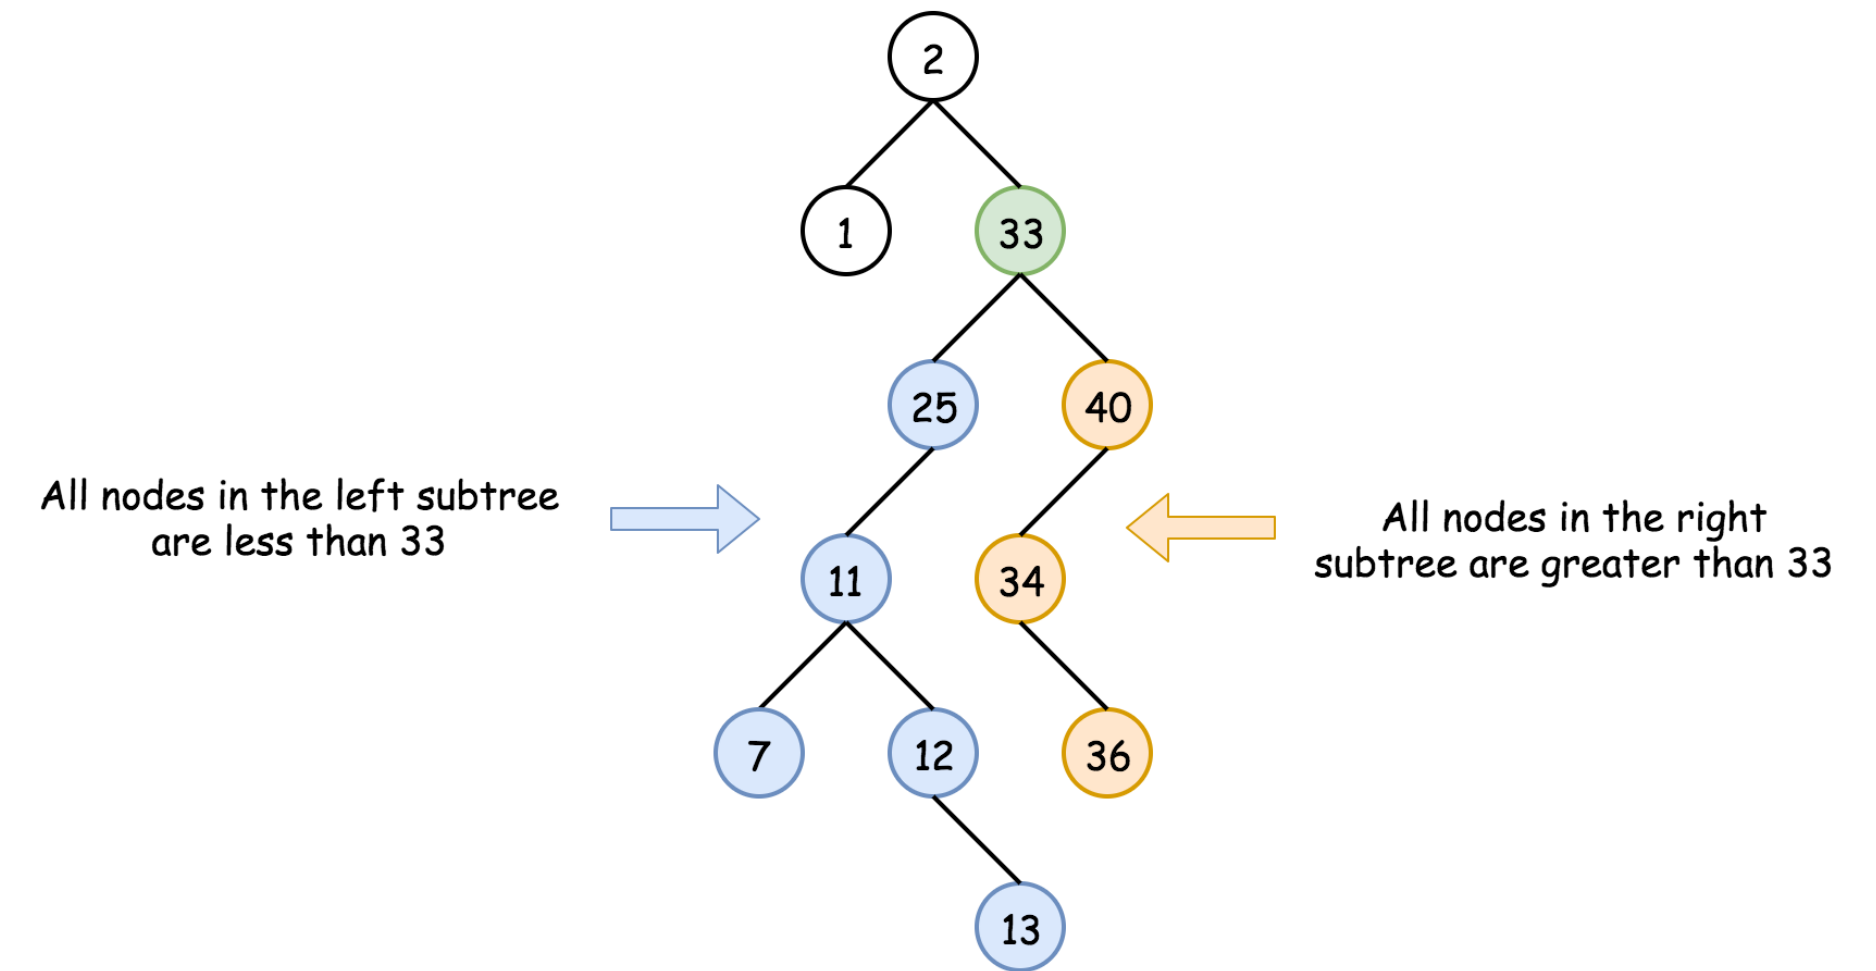 2
1
33
25
40
All nodes in the left subtree
are less than 33
All nodes in the right
subtree are greater than 33
11
34
7
12
36
13